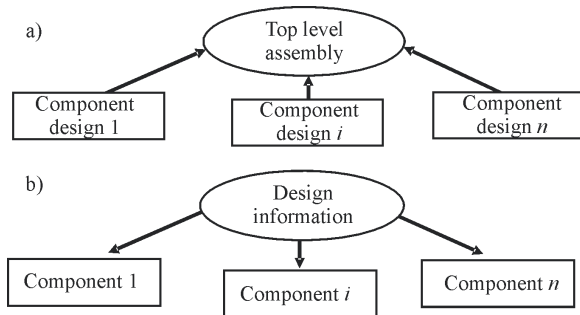 a)
Top level
assembly
Component
design 1
Component
design i
Component
design n
b)
Design
information
Component 1
Component i
Component n